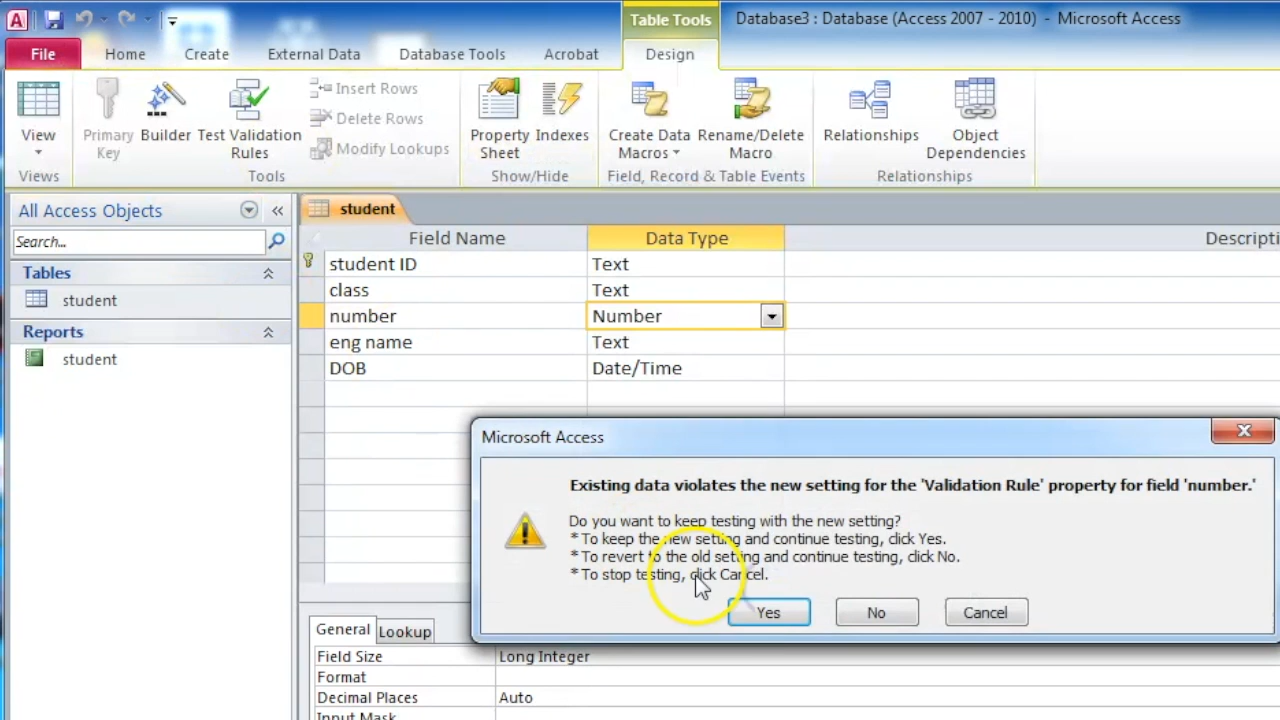 A
Table Tools
Database3 : Database (Access 2007 - 2010) - Microsoft Access
File Home Create External Data Database Tools Acrobat Design
View
Primary Key
Builder
Test Validation Rules
Insert Rows
Delete Rows
Modify Lookups
Property Sheet
Indexes
Create Data Macros
Rename/Delete Macro
Relationships
Object Dependencies
Views Tools Show/Hide Field, Record & Table Events Relationships
All Access Objects
Search...
Tables
student
Reports
student
student
Field Name Data Type Descripti
student ID Text
class Text
number Number
eng name Text
DOB Date/Time
Microsoft Access
Existing data violates the new setting for the 'Validation Rule' property for field 'number.'
Do you want to keep testing with the new setting?
* To keep the new setting and continue testing, click Yes.
* To revert to the old setting and continue testing, click No.
* To stop testing, click Cancel.
Yes No Cancel
General Lookup
Field Size Long Integer
Format
Decimal Places Auto
Input Mask